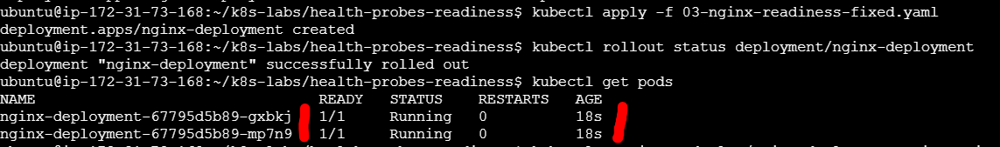 ubuntu@ip-172-31-73-168:~/k8s-labs/health-probes-readiness$ kubectl apply -f 03-nginx-readiness-fixed.yaml
deployment.apps/nginx-deployment created
ubuntu@ip-172-31-73-168:~/k8s-labs/health-probes-readiness$ kubectl rollout status deployment/nginx-deployment
deployment "nginx-deployment" successfully rolled out
ubuntu@ip-172-31-73-168:~/k8s-labs/health-probes-readiness$ kubectl get pods
NAME READY STATUS RESTARTS AGE
nginx-deployment-67795d5b89-gxbkj 1/1 Running 0 18s
nginx-deployment-67795d5b89-mp7n9 1/1 Running 0 18s